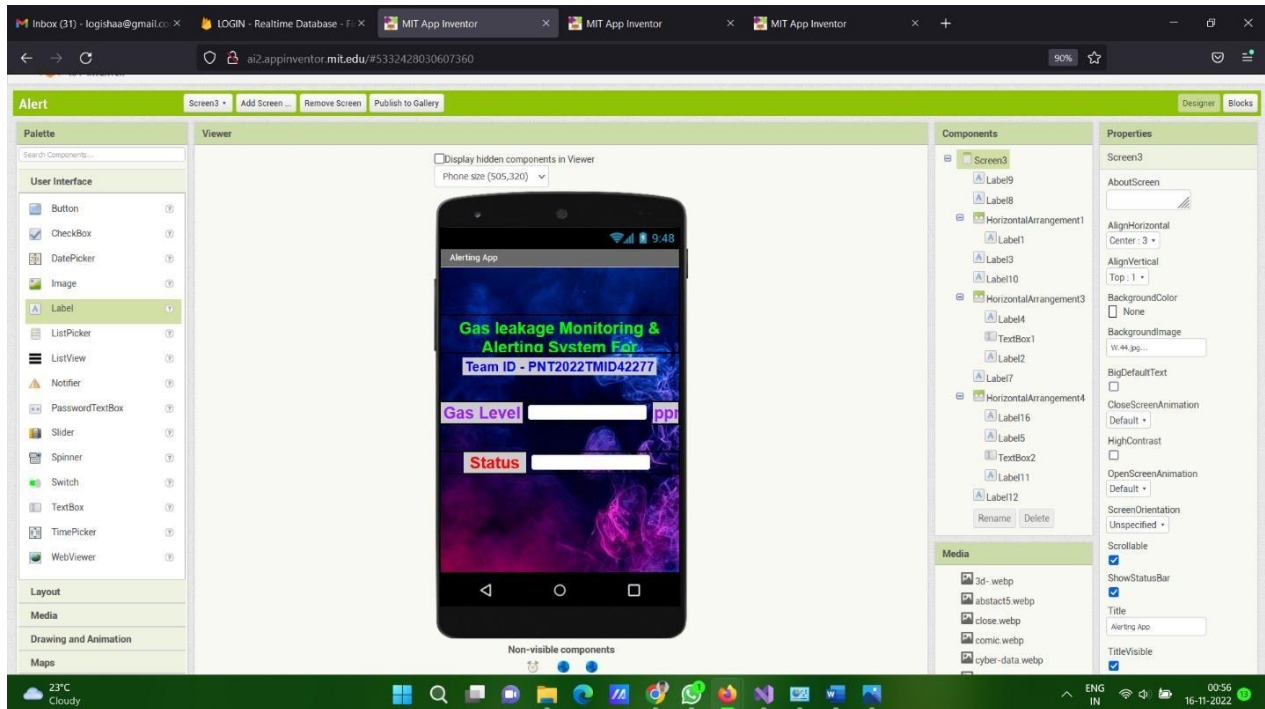 Inbox (31) - logishaa@gmail.co
LOGIN - Realtime Database - Fi
MIT App Inventor
MIT App Inventor
MIT App Inventor
ai2.appinventor.mit.edu/#5332428030607360
90%
Alert
Screen3
Add Screen ...
Remove Screen
Publish to Gallery
Designer
Blocks
Palette
Search Components...
User Interface
Button
CheckBox
DatePicker
Image
Label
ListPicker
ListView
Notifier
PasswordTextBox
Slider
Spinner
Switch
TextBox
TimePicker
WebViewer
Layout
Media
Drawing and Animation
Maps
Viewer
Display hidden components in Viewer
Phone size (505,320)
9:48
Alerting App
Gas leakage Monitoring &
Alerting System For
Team ID - PNT2022TMID42277
Gas Level
ppm
Status
Non-visible components
Components
Screen3
Label9
Label8
HorizontalArrangement1
Label1
Label3
Label10
HorizontalArrangement3
Label4
TextBox1
Label2
Label7
HorizontalArrangement4
Label16
Label5
TextBox2
Label11
Label12
Rename
Delete
Media
3d-.webp
abstact5.webp
close.webp
comic.webp
cyber-data.webp
Properties
Screen3
AboutScreen
AlignHorizontal
Center : 3
AlignVertical
Top : 1
BackgroundColor
None
BackgroundImage
W.44.jpg...
BigDefaultText
CloseScreenAnimation
Default
HighContrast
OpenScreenAnimation
Default
ScreenOrientation
Unspecified
Scrollable
ShowStatusBar
Title
Alerting App
TitleVisible
23°C
Cloudy
ENG
IN
00:56
16-11-2022